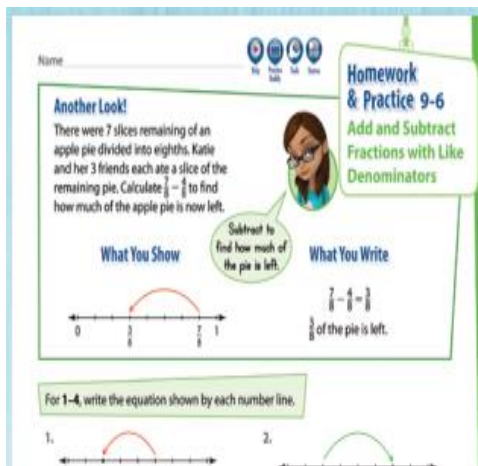 Name
Homework
& Practice 9-6
Add and Subtract
Fractions with Like
Denominators
Another Look!
There were 7 slices remaining of an
apple pie divided into eighths. Katie
and her 3 friends each ate a slice of the
remaining pie. Calculate 7/8 − 4/8 to find
how much of the apple pie is now left.
Subtract to
find how much of
the pie is left.
What You Show
0 3/8 7/8 1
What You Write
7/8 − 4/8 = 3/8
3/8 of the pie is left.
For 1–4, write the equation shown by each number line.
1.
2.